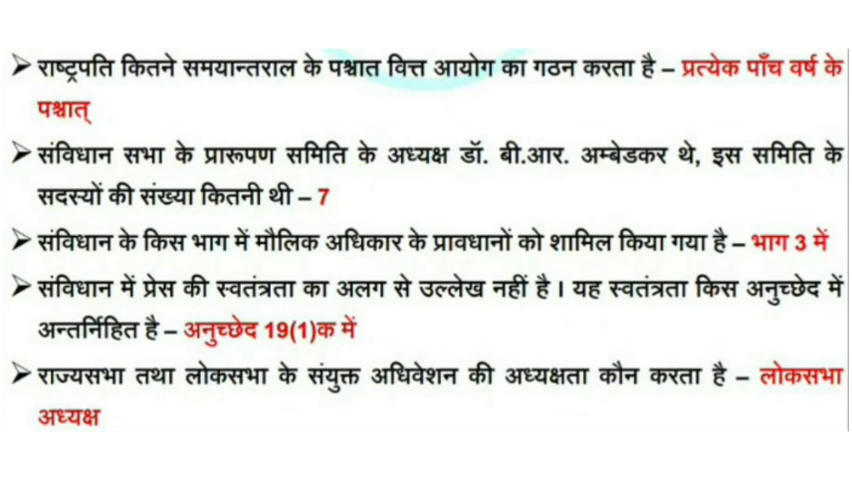 ➢ राष्ट्रपति कितने समयान्तराल के पश्चात वित्त आयोग का गठन करता है – प्रत्येक पाँच वर्ष के
पश्चात्
➢ संविधान सभा के प्रारूपण समिति के अध्यक्ष डॉ. बी.आर. अम्बेडकर थे, इस समिति के
सदस्यों की संख्या कितनी थी – 7
➢ संविधान के किस भाग में मौलिक अधिकार के प्रावधानों को शामिल किया गया है – भाग 3 में
➢ संविधान में प्रेस की स्वतंत्रता का अलग से उल्लेख नहीं है । यह स्वतंत्रता किस अनुच्छेद में
अन्तर्निहित है – अनुच्छेद 19(1)क में
➢ राज्यसभा तथा लोकसभा के संयुक्त अधिवेशन की अध्यक्षता कौन करता है – लोकसभा
अध्यक्ष